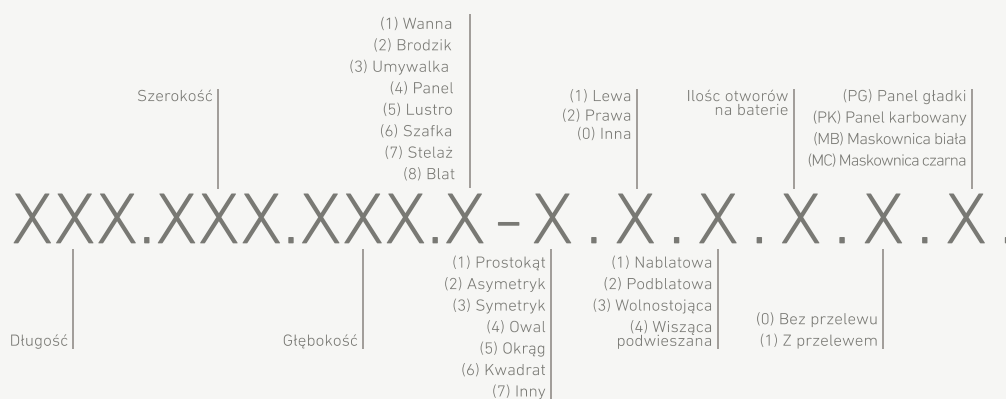 (1) Wanna
(2) Brodzik
(3) Umywalka
(4) Panel
(5) Lustro
(6) Szafka
(7) Stelaż
(8) Blat
Szerokość
(1) Lewa
(2) Prawa
(0) Inna
Ilośc otworów
na baterie
(PG) Panel gładki
(PK) Panel karbowany
(MB) Maskownica biała
(MC) Maskownica czarna
XXX.XXX.XXX.X – X . X . X . X . X . X .
Długość
Głębokość
(1) Prostokąt
(2) Asymetryk
(3) Symetryk
(4) Owal
(5) Okrąg
(6) Kwadrat
(7) Inny
(1) Nablatowa
(2) Podblatowa
(3) Wolnostojąca
(4) Wisząca
podwieszana
(0) Bez przelewu
(1) Z przelewem